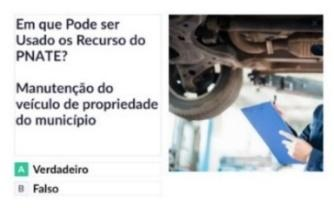 Em que Pode ser
Usado os Recurso do
PNATE?
Manutenção do
veículo de propriedade
do município
A Verdadeiro
B Falso